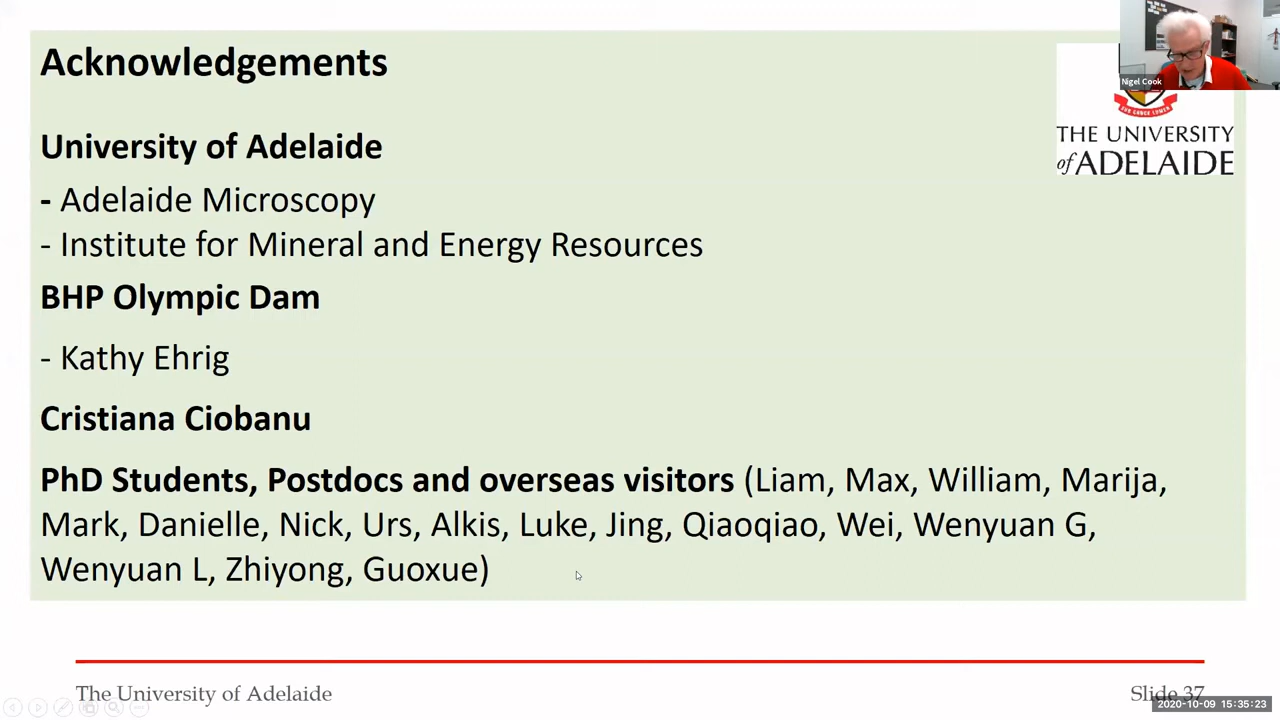 Acknowledgements
Nigel Cook
THE UNIVERSITY
of ADELAIDE
University of Adelaide
- Adelaide Microscopy
- Institute for Mineral and Energy Resources
BHP Olympic Dam
- Kathy Ehrig
Cristiana Ciobanu
PhD Students, Postdocs and overseas visitors (Liam, Max, William, Marija,
Mark, Danielle, Nick, Urs, Alkis, Luke, Jing, Qiaoqiao, Wei, Wenyuan G,
Wenyuan L, Zhiyong, Guoxue)
The University of Adelaide
Slide 37
2020-10-09 15:35:23